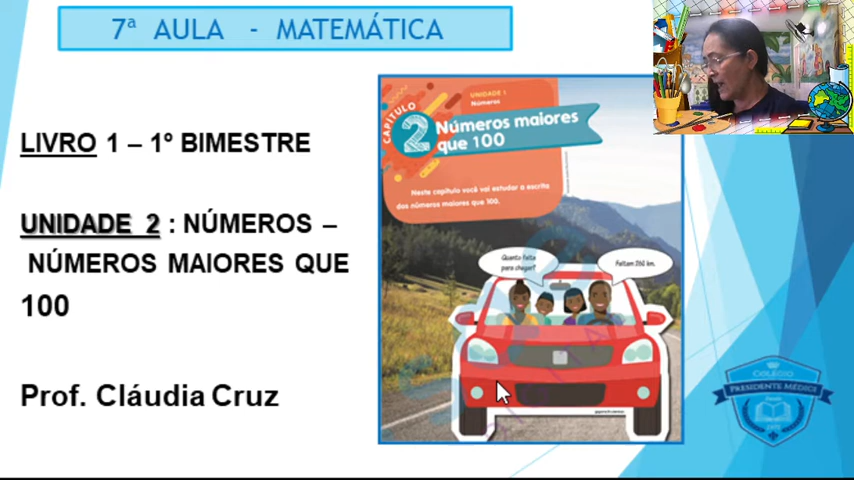 7ª AULA - MATEMÁTICA
LIVRO 1 – 1° BIMESTRE
UNIDADE 2 : NÚMEROS –
NÚMEROS MAIORES QUE
100
Prof. Cláudia Cruz
CAPÍTULO
2
UNIDADE 1
Números
Números maiores
que 100
Neste capítulo você vai estudar a escrita
dos números maiores que 100.
Quanto falta
para chegar?
Faltam 260 km.
COLÉGIO
PRESIDENTE MÉDICI